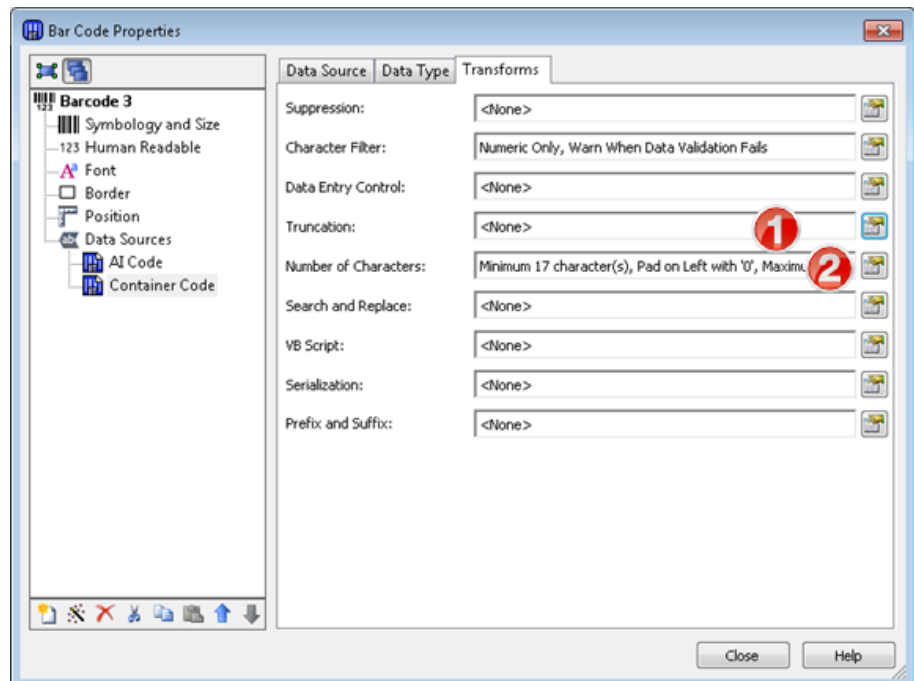 Bar Code Properties
Data Source Data Type Transforms
Barcode 3
Symbology and Size
123 Human Readable
Font
Border
Position
Data Sources
AI Code
Container Code
Suppression: <None>
Character Filter: Numeric Only, Warn When Data Validation Fails
Data Entry Control: <None>
Truncation: <None> 1
Number of Characters: Minimum 17 character(s), Pad on Left with '0', Maximu 2
Search and Replace: <None>
VB Script: <None>
Serialization: <None>
Prefix and Suffix: <None>
Close Help